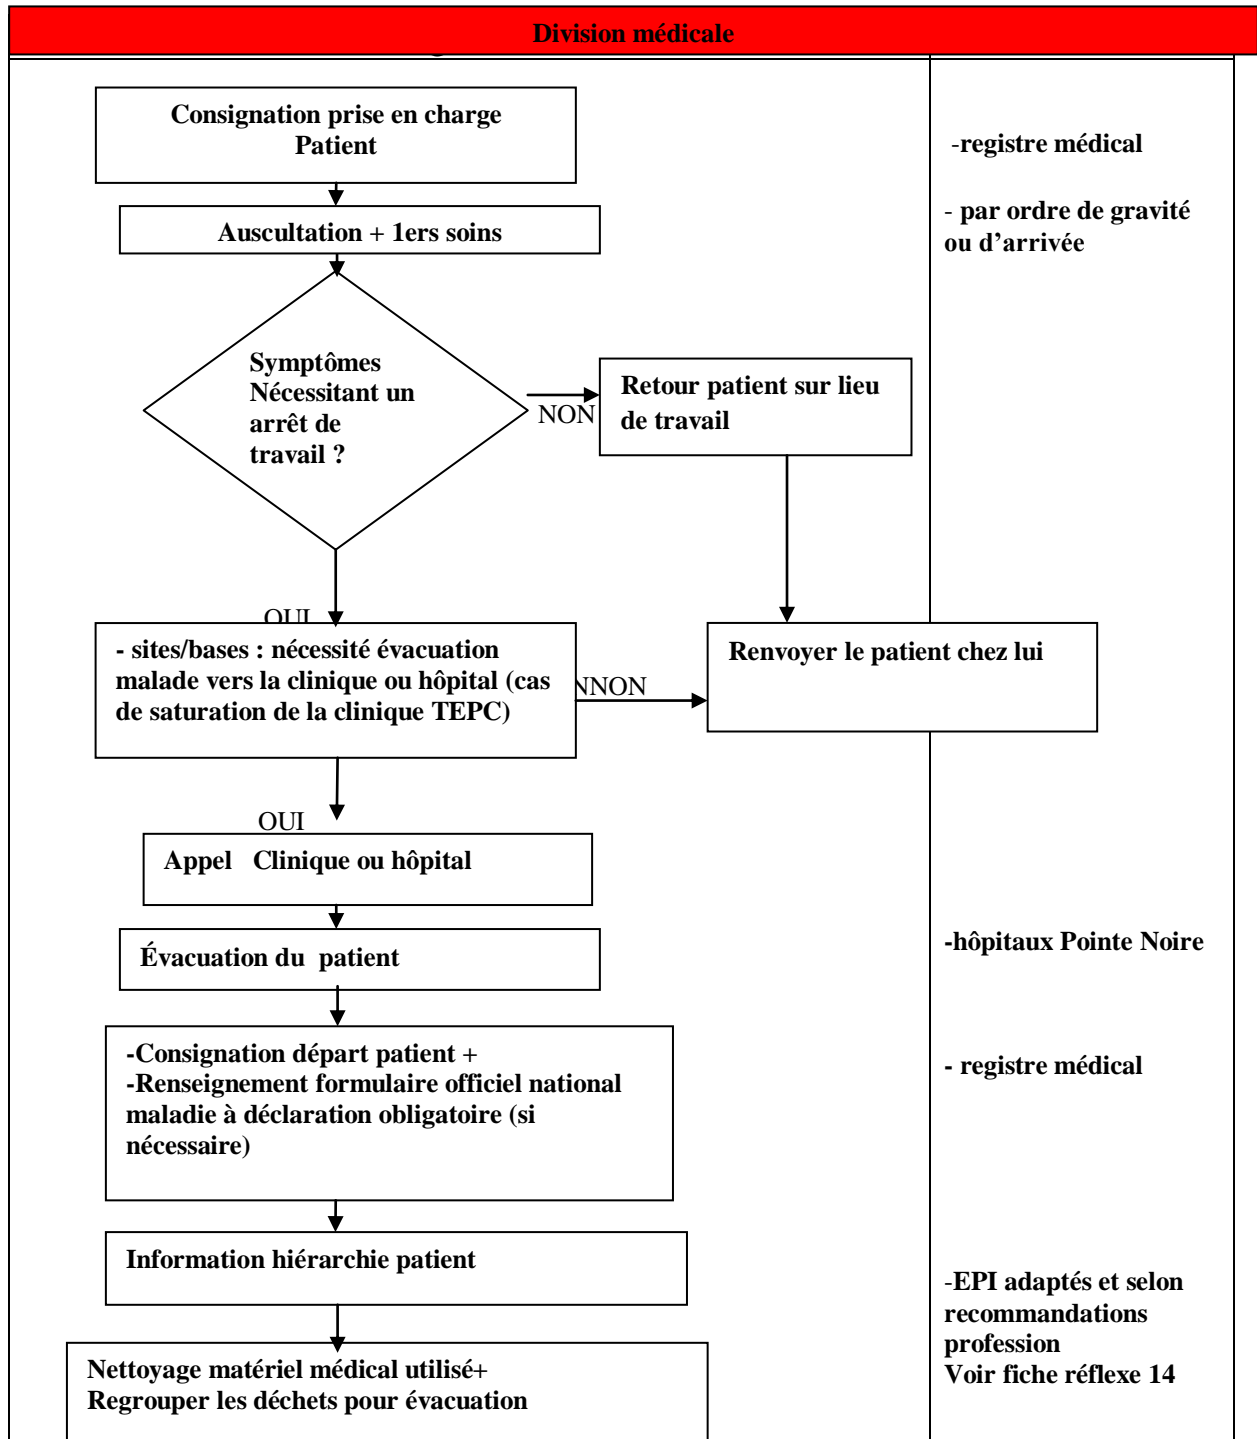 Division médicale
Consignation prise en charge
Patient
-registre médical
- par ordre de gravité
ou d’arrivée
Auscultation + 1ers soins
Symptômes
Nécessitant un
arrêt de
travail ?
NON
Retour patient sur lieu
de travail
OUI
- sites/bases : nécessité évacuation
malade vers la clinique ou hôpital (cas
de saturation de la clinique TEPC)
NNON
Renvoyer le patient chez lui
OUI
Appel Clinique ou hôpital
Évacuation du patient
-hôpitaux Pointe Noire
-Consignation départ patient +
-Renseignement formulaire officiel national
maladie à déclaration obligatoire (si
nécessaire)
- registre médical
Information hiérarchie patient
-EPI adaptés et selon
recommandations
profession
Voir fiche réflexe 14
Nettoyage matériel médical utilisé+
Regrouper les déchets pour évacuation